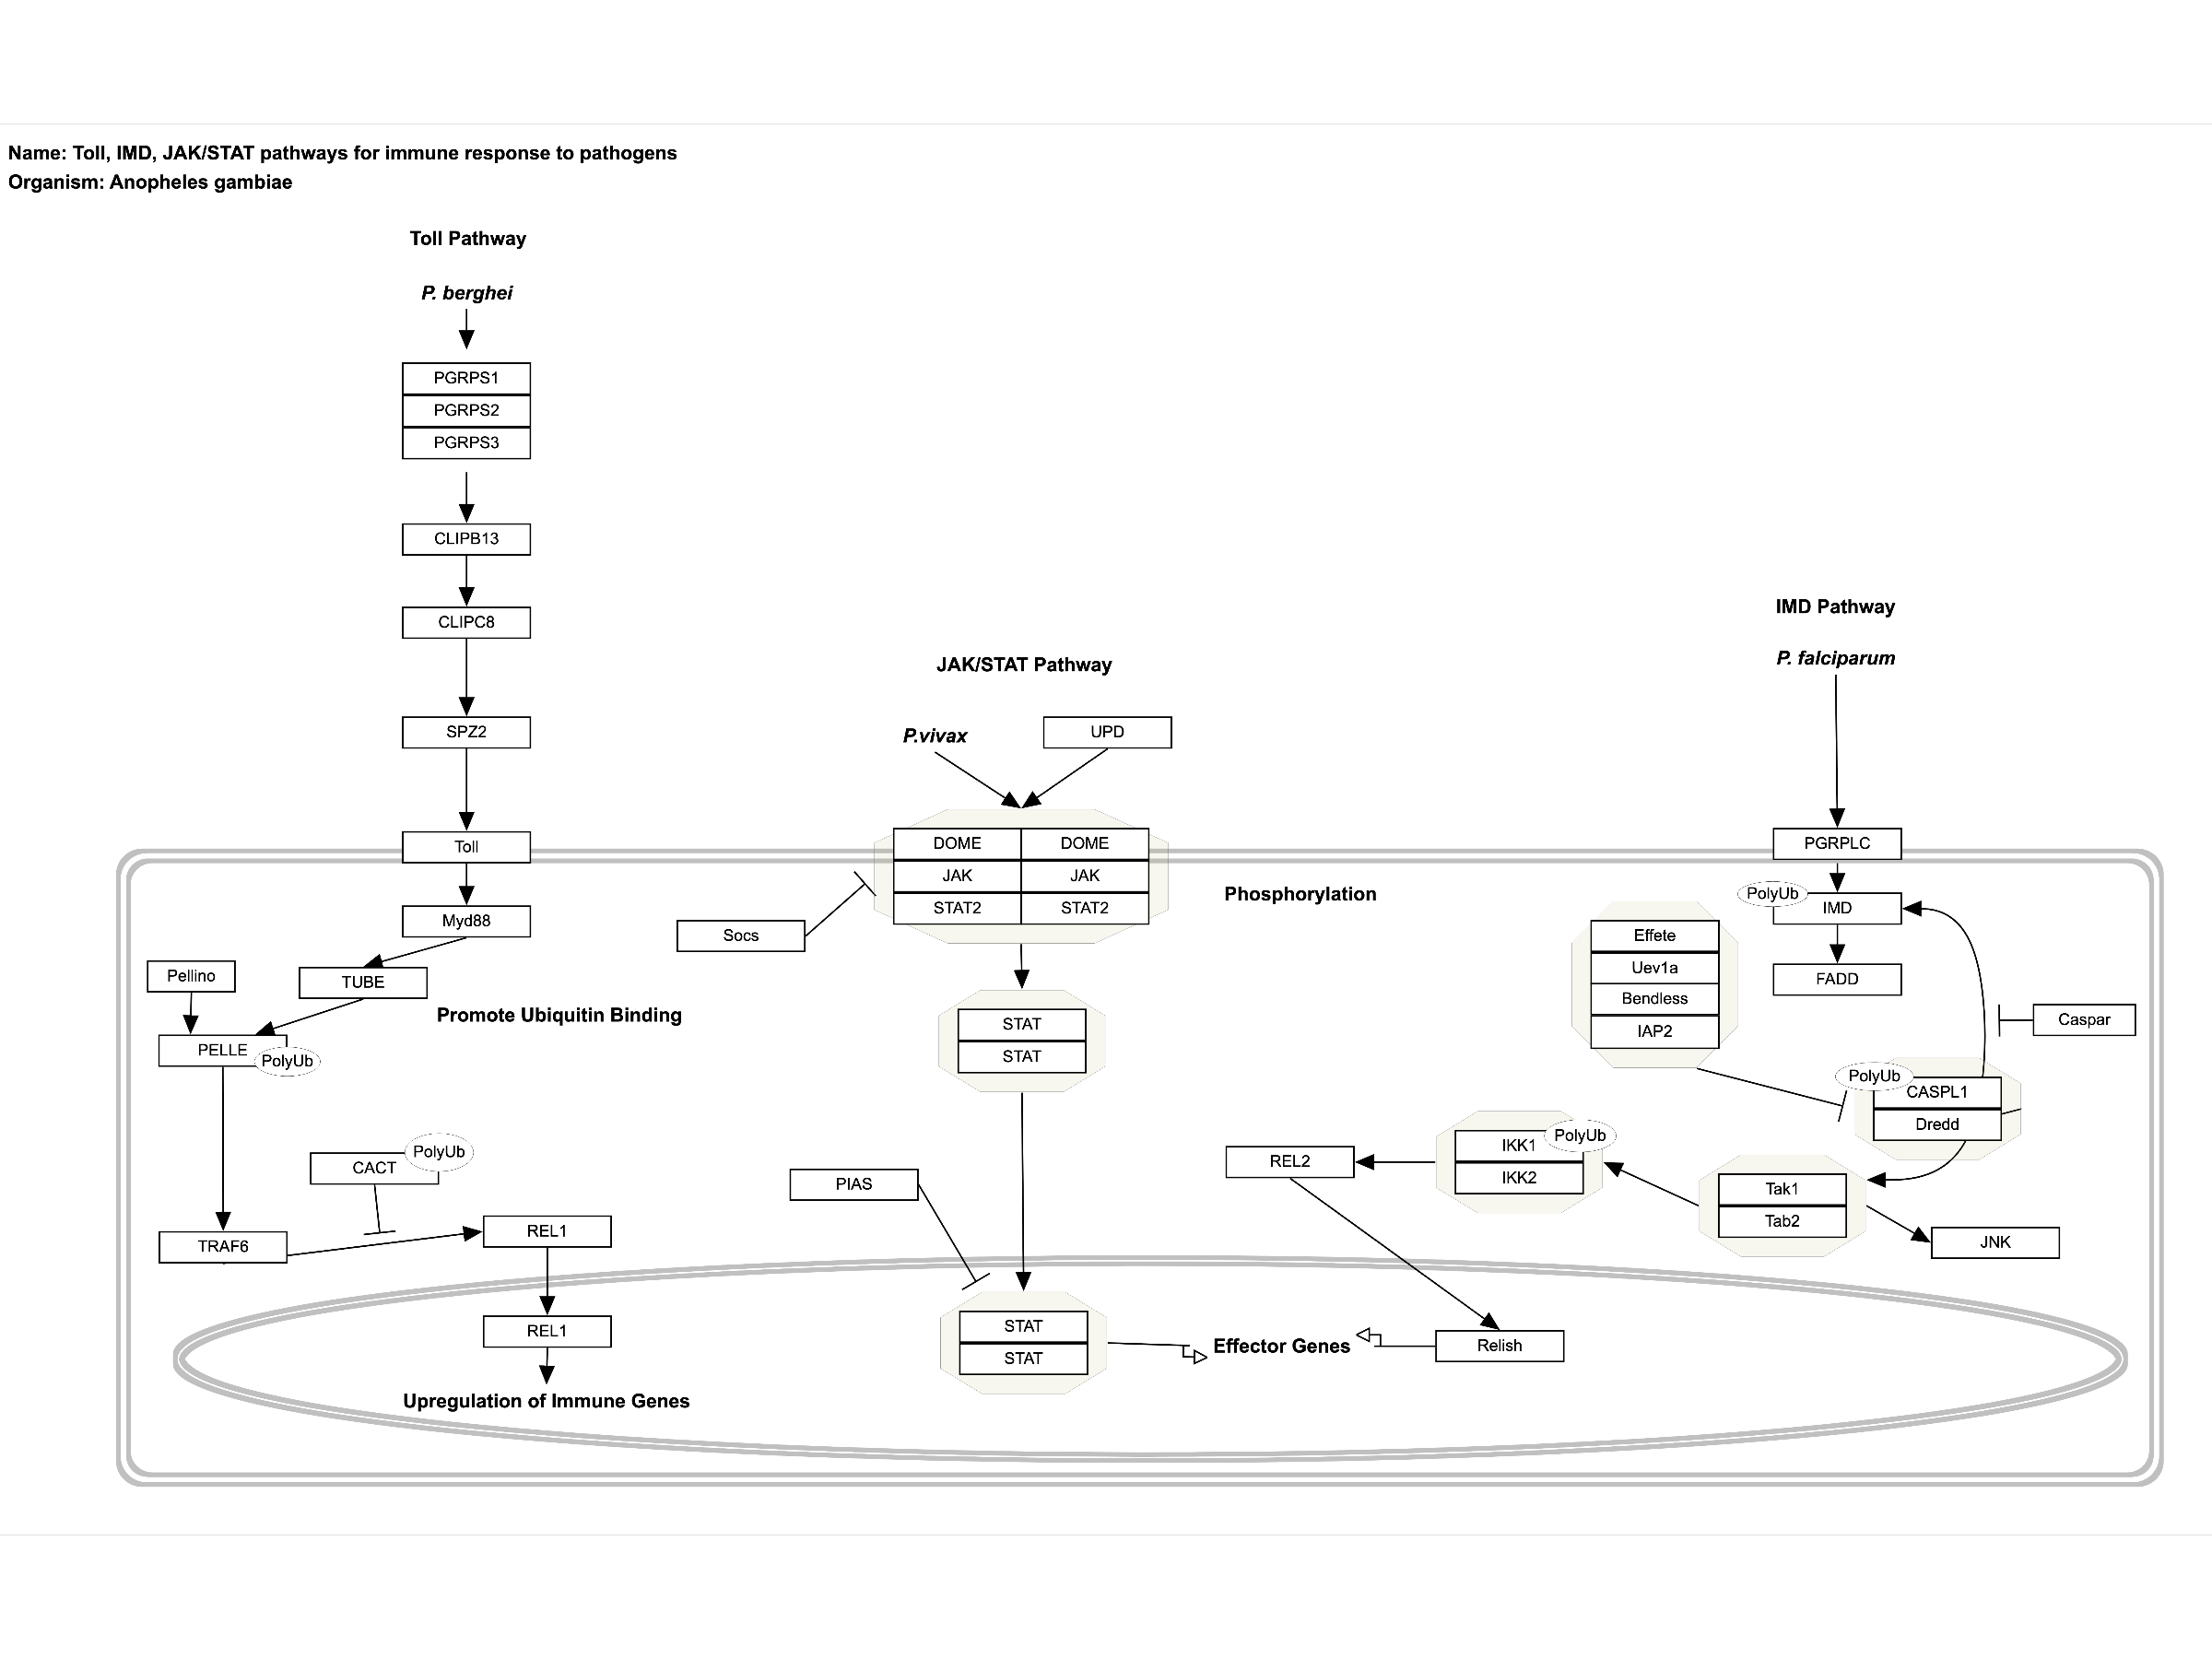 Name: Toll, IMD, JAK/STAT pathways for immune response to pathogens
Organism: Anopheles gambiae
Toll Pathway
P. berghei
PGRPS1
PGRPS2
PGRPS3
CLIPB13
CLIPC8
SPZ2
Toll
Myd88
TUBE
Pellino
Promote Ubiquitin Binding
PELLE
PolyUb
CACT
PolyUb
TRAF6
REL1
REL1
Upregulation of Immune Genes
JAK/STAT Pathway
P.vivax
UPD
DOME DOME
JAK JAK
STAT2 STAT2
Phosphorylation
Socs
STAT
STAT
PIAS
STAT
STAT
Effector Genes
IMD Pathway
P. falciparum
PGRPLC
PolyUb
IMD
FADD
Effete
Uev1a
Bendless
IAP2
Caspar
PolyUb
CASPL1
Dredd
Tak1
Tab2
JNK
PolyUb
IKK1
IKK2
REL2
Relish